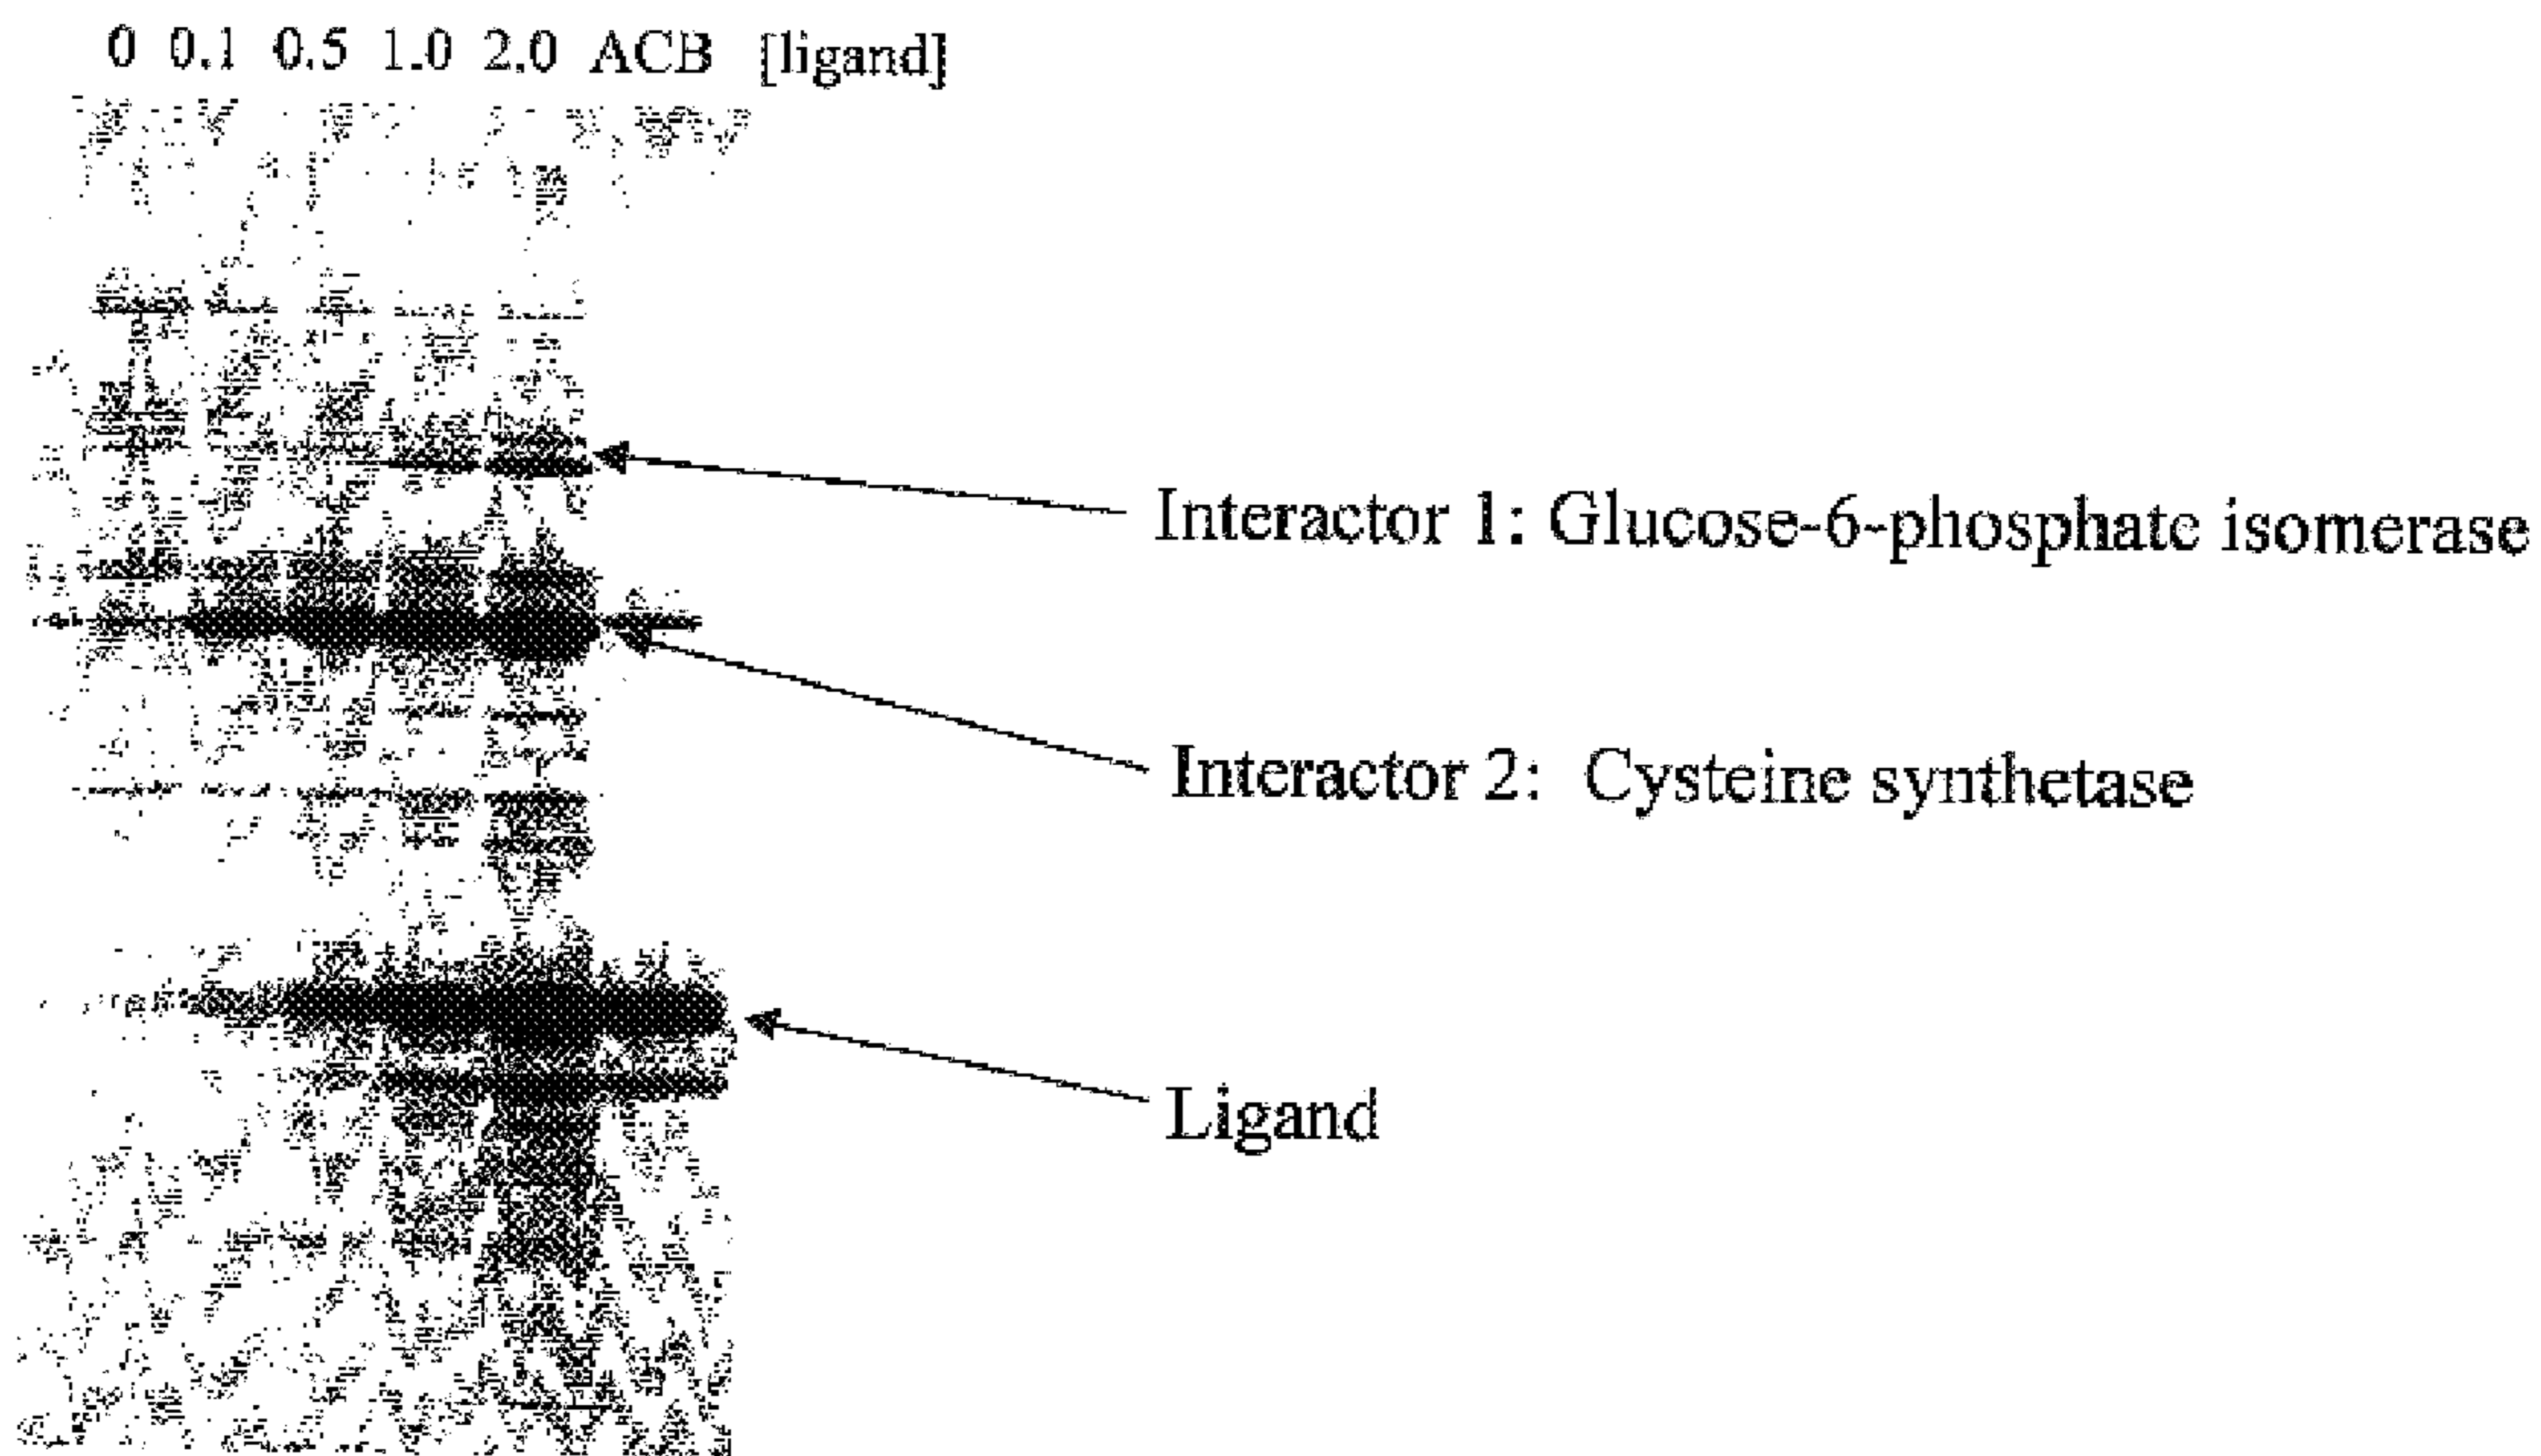 0 0.1 0.5 1.0 2.0 ACB [ligand]
Interactor 1: Glucose-6-phosphate isomerase
Interactor 2: Cysteine synthetase
Ligand